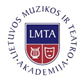 LIETUVOS MUZIKOS IR TEATRO
AKADEMIJA
LMTA